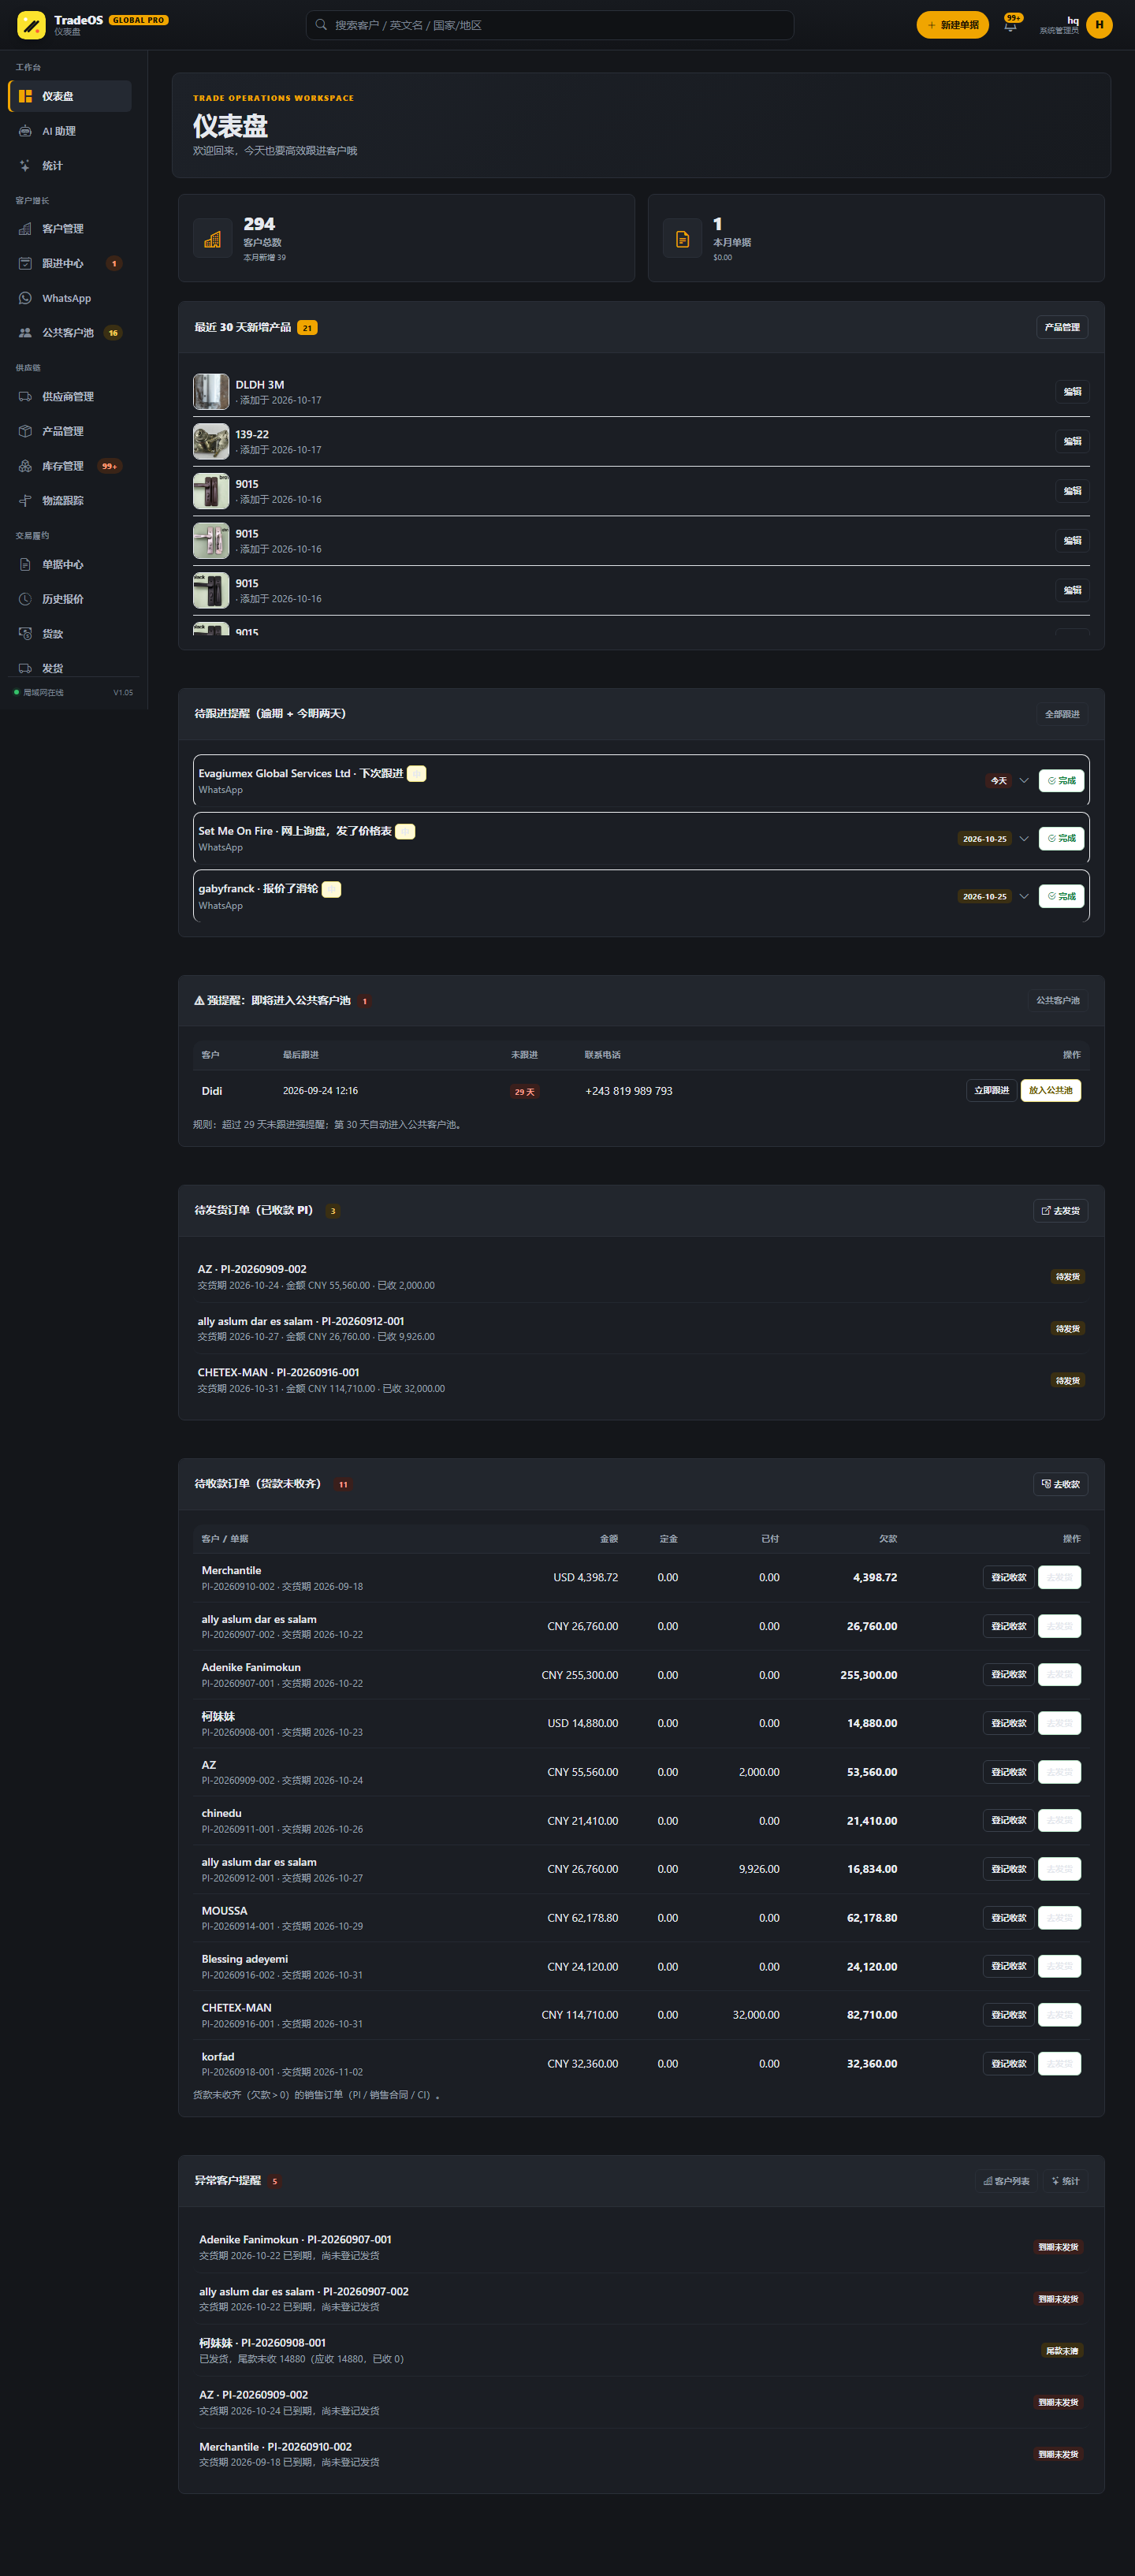 TradeOS GLOBAL PRO
仪表盘
搜索客户 / 英文名 / 国家/地区
+ 新建单据
99+
hq
系统管理员
H
工作台
仪表盘
AI 助理
统计
客户增长
客户管理
跟进中心 1
WhatsApp
公共客户池 16
供应链
供应商管理
产品管理
库存管理 99+
物流跟踪
交易履约
单据中心
历史报价
货款
发货
局域网在线 V1.05
TRADE OPERATIONS WORKSPACE
仪表盘
欢迎回来，今天也要高效跟进客户哦
294
客户总数
本月新增 39
1
本月单据
$0.00
最近 30 天新增产品 21 产品管理
DLDH 3M
· 添加于 2026-10-17
编辑
139-22
· 添加于 2026-10-17
编辑
9015
· 添加于 2026-10-16
编辑
9015
· 添加于 2026-10-16
编辑
9015
· 添加于 2026-10-16
编辑
9015
待跟进提醒（逾期 + 今明两天） 全部跟进
Evagiumex Global Services Ltd · 下次跟进
WhatsApp
今天 完成
Set Me On Fire · 网上询盘，发了价格表
WhatsApp
2026-10-25 完成
gabyfranck · 报价了滑轮
WhatsApp
2026-10-25 完成
强提醒：即将进入公共客户池 1 公共客户池
客户 最后跟进 未跟进 联系电话 操作
Didi 2026-09-24 12:16 29 天 +243 819 989 793 立即跟进 放入公共池
规则：超过 29 天未跟进强提醒；第 30 天自动进入公共客户池。
待发货订单（已收款 PI） 3 去发货
AZ · PI-20260909-002
交货期 2026-10-24 · 金额 CNY 55,560.00 · 已收 2,000.00
待发货
ally aslum dar es salam · PI-20260912-001
交货期 2026-10-27 · 金额 CNY 26,760.00 · 已收 9,926.00
待发货
CHETEX-MAN · PI-20260916-001
交货期 2026-10-31 · 金额 CNY 114,710.00 · 已收 32,000.00
待发货
待收款订单（货款未收齐） 11 去收款
客户 / 单据 金额 定金 已付 欠款 操作
Merchantile
PI-20260910-002 · 交货期 2026-09-18
USD 4,398.72 0.00 0.00 4,398.72 登记收款 去发货
ally aslum dar es salam
PI-20260907-002 · 交货期 2026-10-22
CNY 26,760.00 0.00 0.00 26,760.00 登记收款 去发货
Adenike Fanimokun
PI-20260907-001 · 交货期 2026-10-22
CNY 255,300.00 0.00 0.00 255,300.00 登记收款 去发货
柯妹妹
PI-20260908-001 · 交货期 2026-10-23
USD 14,880.00 0.00 0.00 14,880.00 登记收款 去发货
AZ
PI-20260909-002 · 交货期 2026-10-24
CNY 55,560.00 0.00 2,000.00 53,560.00 登记收款 去发货
chinedu
PI-20260911-001 · 交货期 2026-10-26
CNY 21,410.00 0.00 0.00 21,410.00 登记收款 去发货
ally aslum dar es salam
PI-20260912-001 · 交货期 2026-10-27
CNY 26,760.00 0.00 9,926.00 16,834.00 登记收款 去发货
MOUSSA
PI-20260914-001 · 交货期 2026-10-29
CNY 62,178.80 0.00 0.00 62,178.80 登记收款 去发货
Blessing adeyemi
PI-20260916-002 · 交货期 2026-10-31
CNY 24,120.00 0.00 0.00 24,120.00 登记收款 去发货
CHETEX-MAN
PI-20260916-001 · 交货期 2026-10-31
CNY 114,710.00 0.00 32,000.00 82,710.00 登记收款 去发货
korfad
PI-20260918-001 · 交货期 2026-11-02
CNY 32,360.00 0.00 0.00 32,360.00 登记收款 去发货
货款未收齐（欠款 > 0）的销售订单（PI / 销售合同 / CI）。
异常客户提醒 5 客户列表 统计
Adenike Fanimokun · PI-20260907-001
交货期 2026-10-22 已到期，尚未登记发货
到期未发货
ally aslum dar es salam · PI-20260907-002
交货期 2026-10-22 已到期，尚未登记发货
到期未发货
柯妹妹 · PI-20260908-001
已发货，尾款未收 14880（应收 14880，已收 0）
尾款未清
AZ · PI-20260909-002
交货期 2026-10-24 已到期，尚未登记发货
到期未发货
Merchantile · PI-20260910-002
交货期 2026-09-18 已到期，尚未登记发货
到期未发货